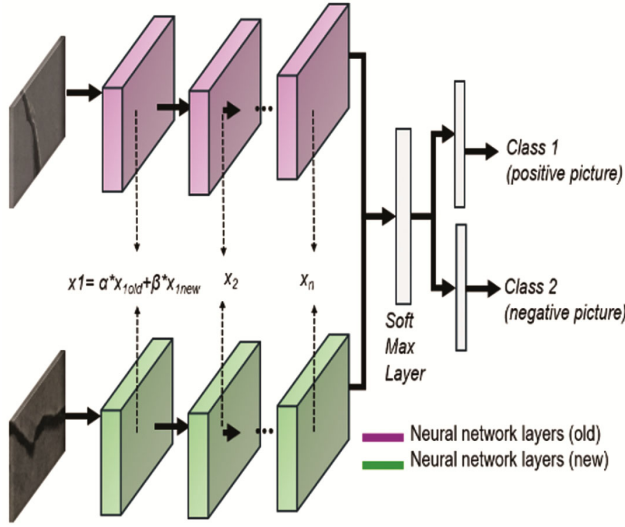 Class 1
(positive picture)
x1= α*x1old+β*x1new
x2
xn
Class 2
(negative picture)
Soft
Max
Layer
Neural network layers (old)
Neural network layers (new)